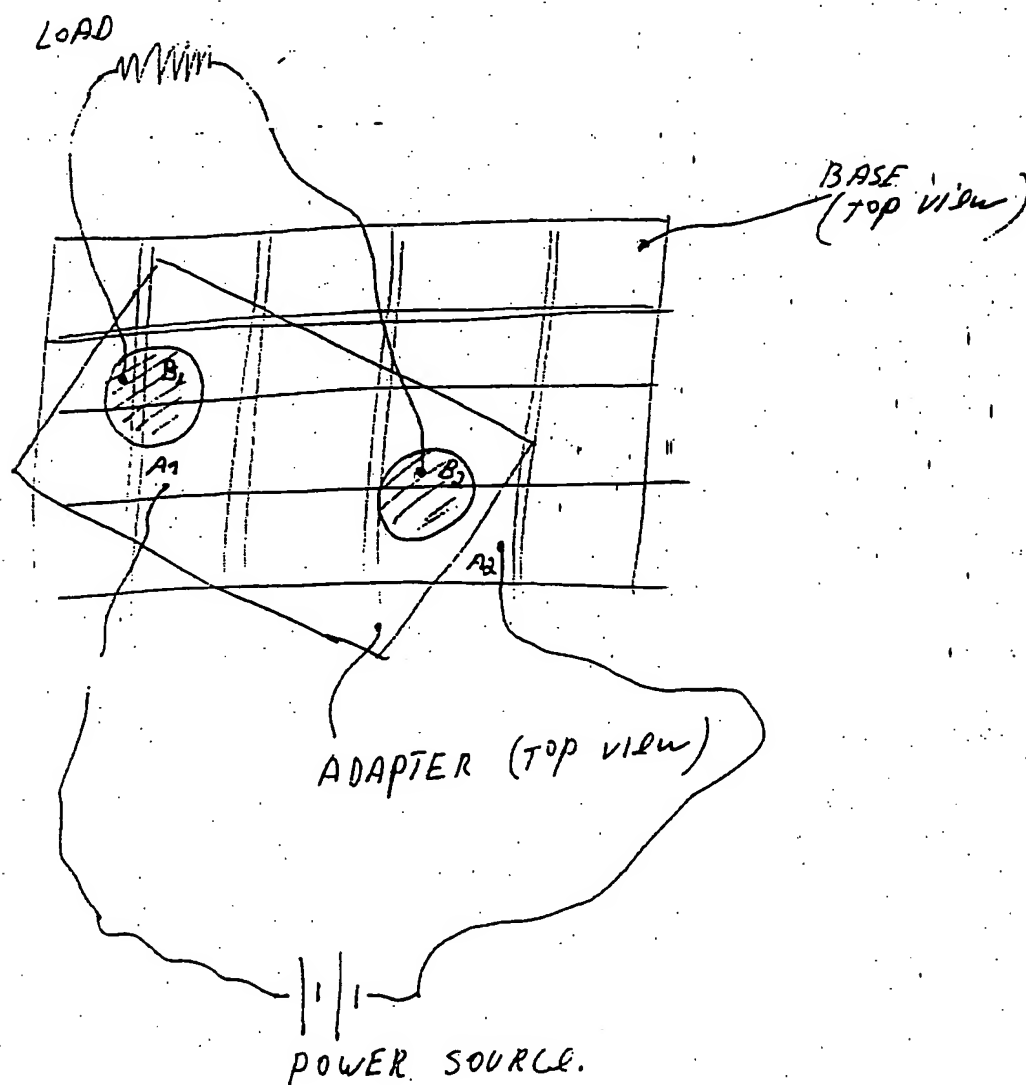 LOAD
BASE
(TOP view)
B1
A1
B2
A2
ADAPTER (TOP view)
POWER SOURCE.